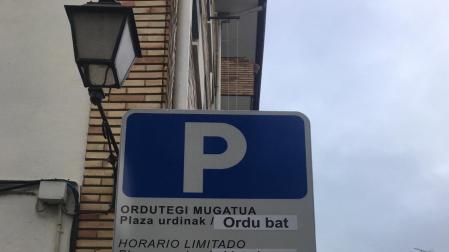 P
ORDUTEGI MUGATUA
Plaza urdinak / Ordu bat
HORARIO LIMITADO